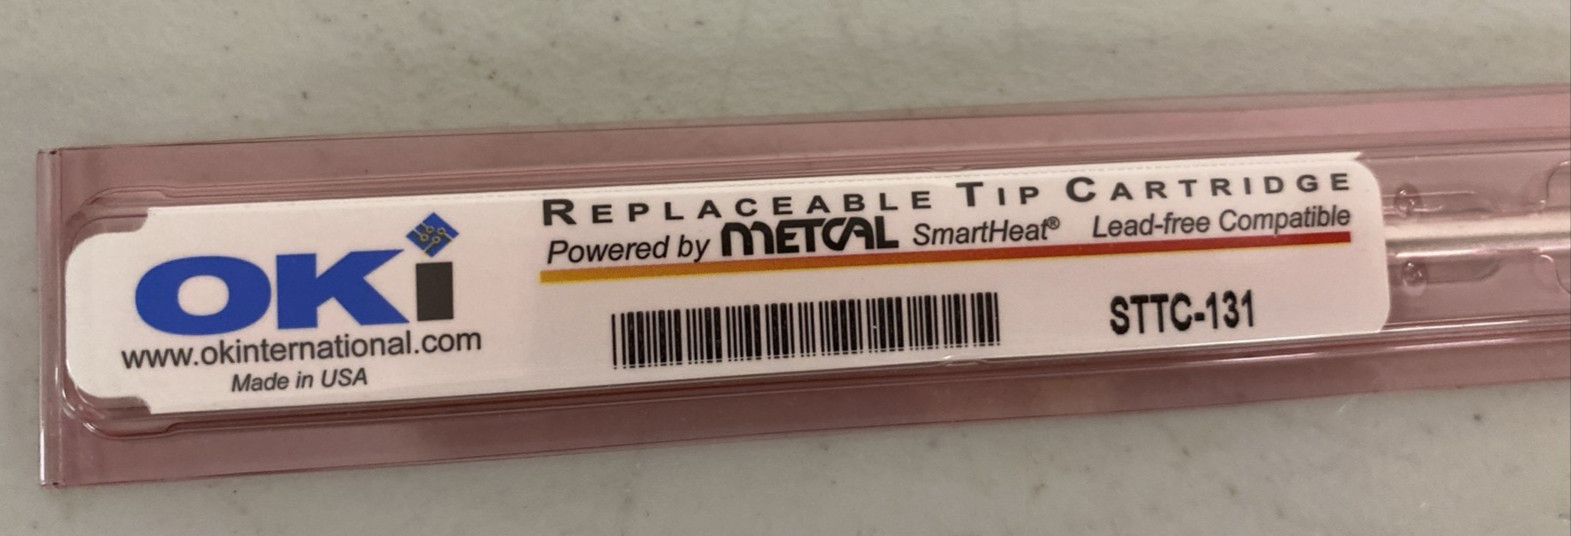 OKi
www.okinternational.com
Made in USA
REPLACEABLE TIP CARTRIDGE
Powered by METCAL SmartHeat® Lead-free Compatible
STTC-131